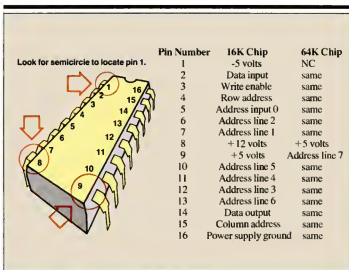 Look for semicircle to locate pin 1.
1
2
3
4
5
6
7
8
16
15
14
13
12
11
10
9
Pin Number 16K Chip 64K Chip
1 -5 volts NC
2 Data input same
3 Write enable same
4 Row address same
5 Address input 0 same
6 Address line 2 same
7 Address line 1 same
8 +12 volts +5 volts
9 +5 volts Address line 7
10 Address line 5 same
11 Address line 4 same
12 Address line 3 same
13 Address line 6 same
14 Data output same
15 Column address same
16 Power supply ground same